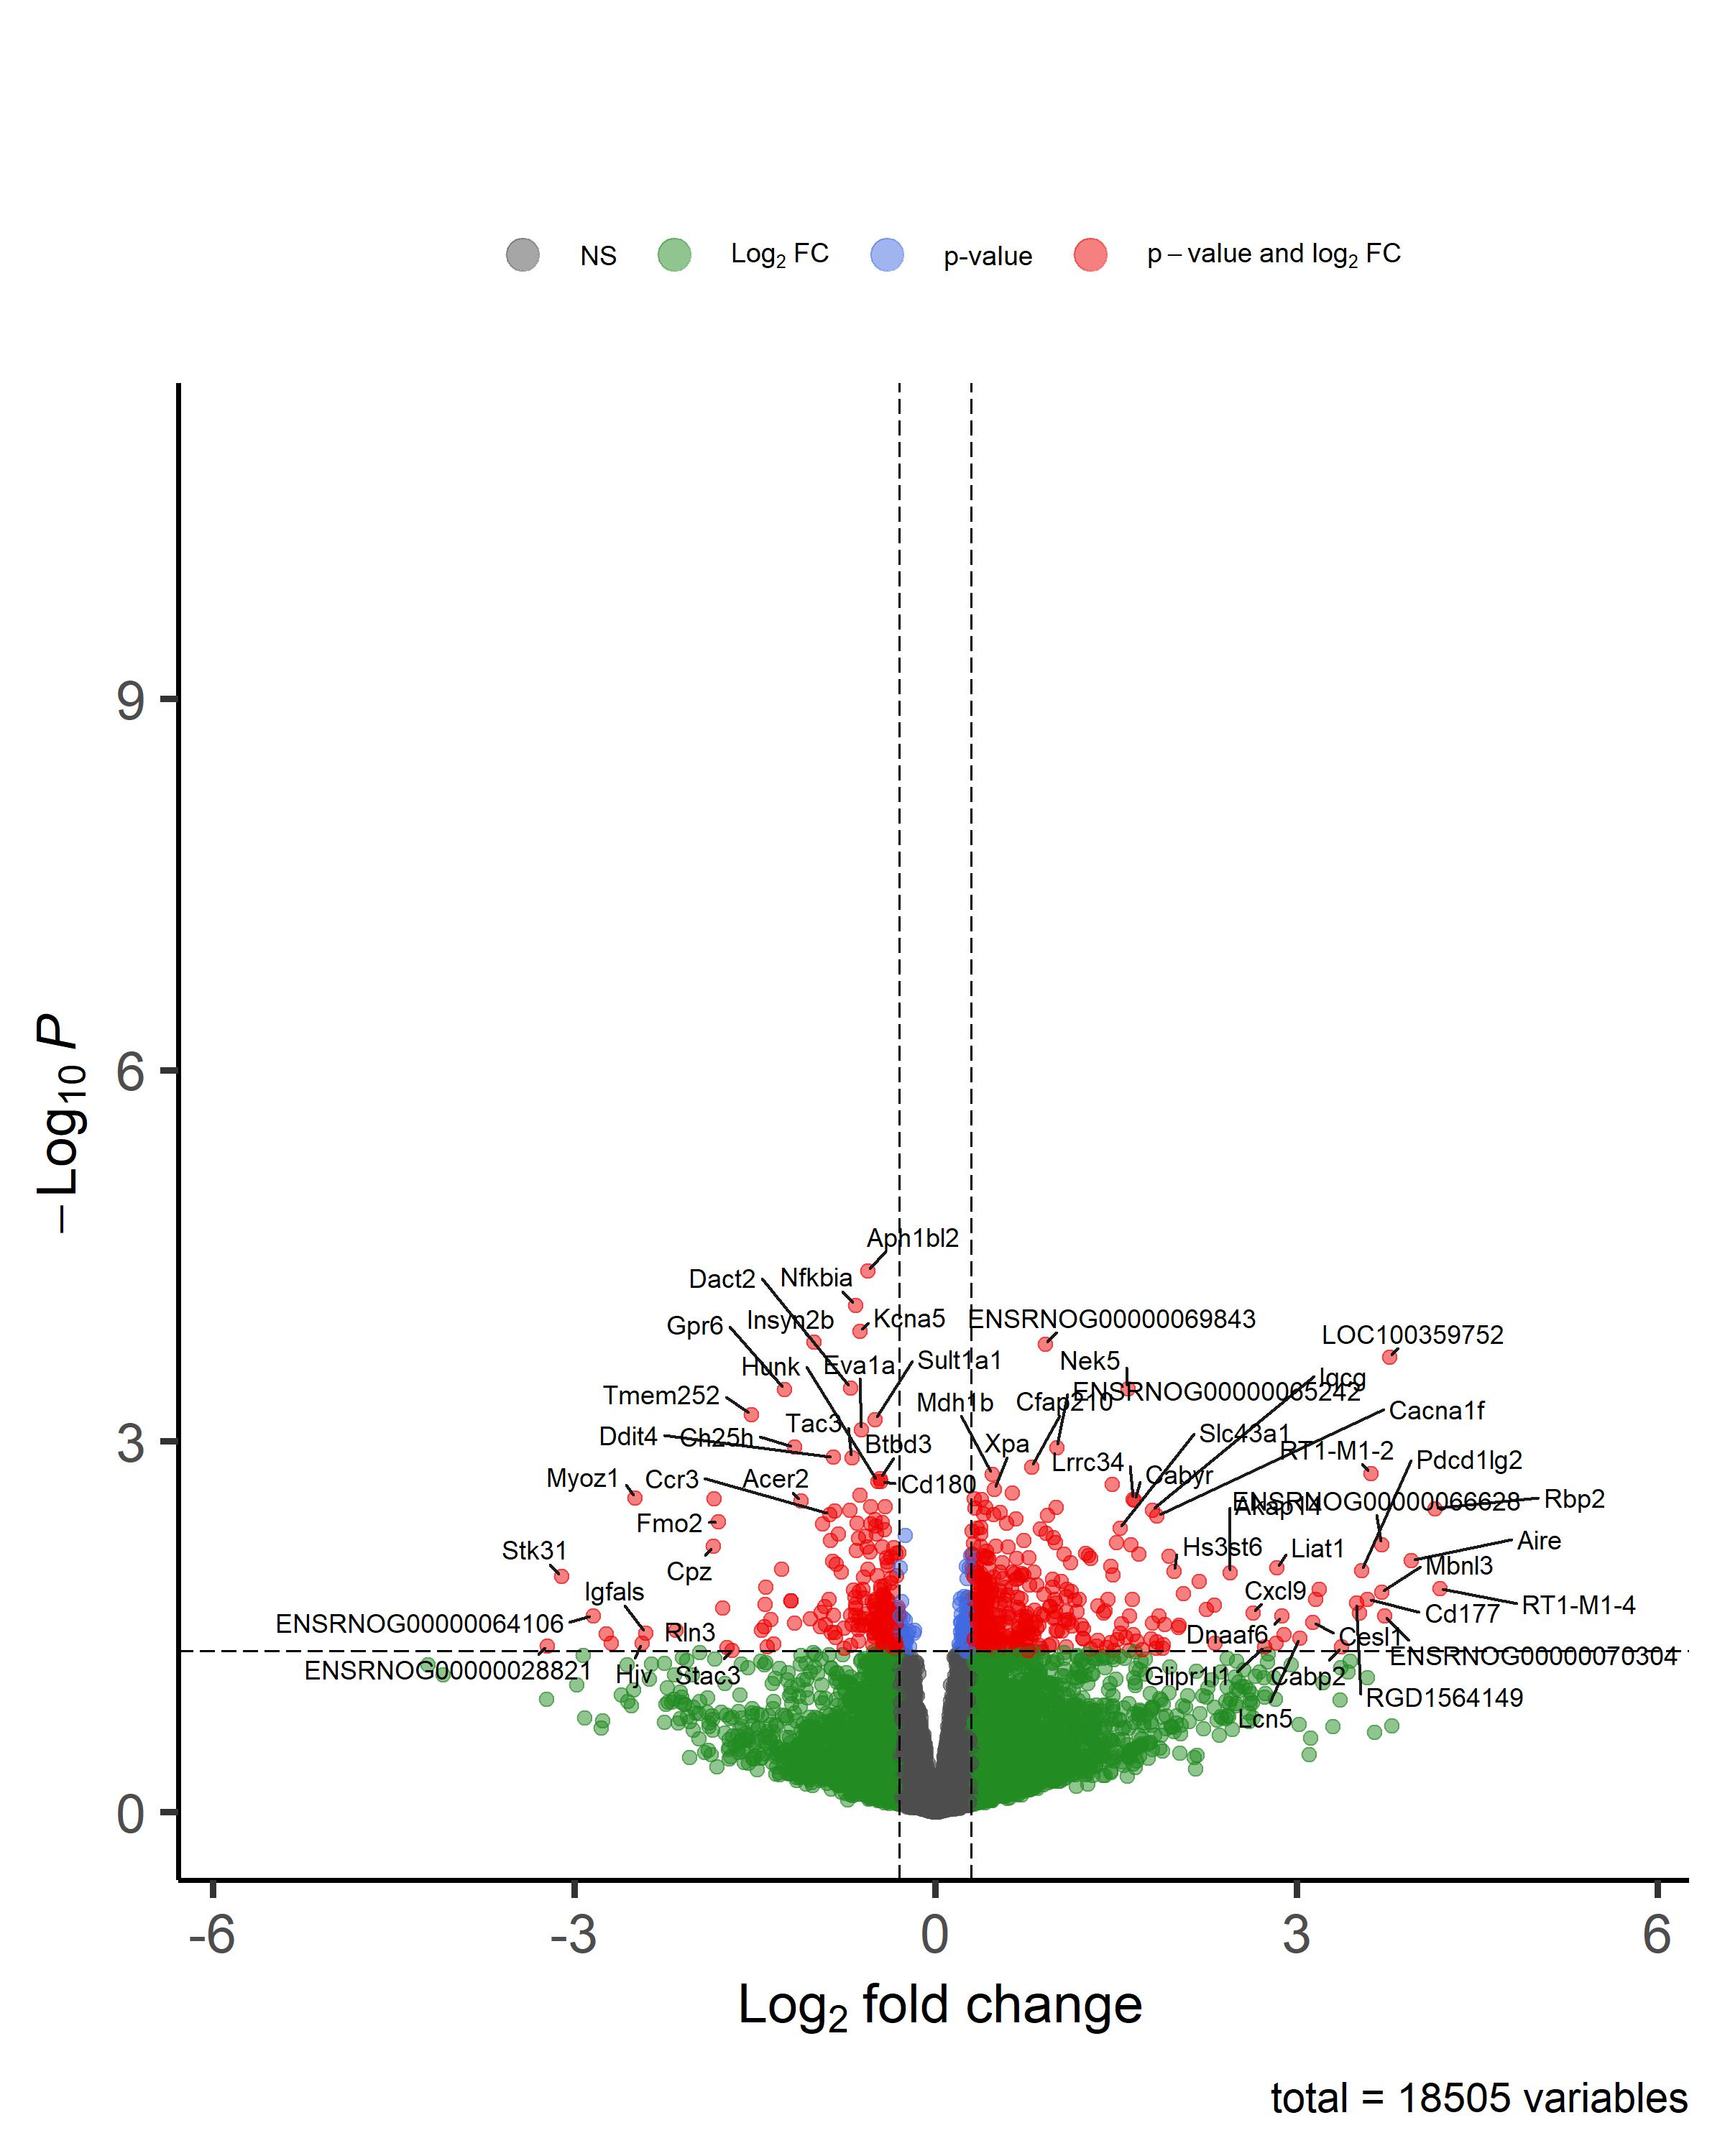 NS Log2 FC p-value p – value and log2 FC
9
6
3
0
–Log10 P
Aph1bl2
Dact2 Nfkbia
Gpr6 Insyn2b Kcna5 ENSRNOG00000069843
LOC100359752
Hunk Eva1a Sult1a1 Nek5
Iqcg
Tmem252 Mdh1b Cfap210 ENSRNOG00000065242
Cacna1f
Tac3
Ddit4 Ch25h Btbd3 Xpa Slc43a1
RT1-M1-2
Lrrc34 Pdcd1lg2
Myoz1 Ccr3 Acer2 Cd180 Cabyr
Akap14 ENSRNOG00000066628 Rbp2
Fmo2
Stk31 Hs3st6 Liat1 Aire
Cpz Mbnl3
Igfals Cxcl9
RT1-M1-4
ENSRNOG00000064106 Rln3 Cd177
Dnaaf6 Cesl1
ENSRNOG00000070304
ENSRNOG00000028821 Hjv Stac3 Glipr1l1 Cabp2
RGD1564149
Lcn5
-6 -3 0 3 6
Log2 fold change
total = 18505 variables